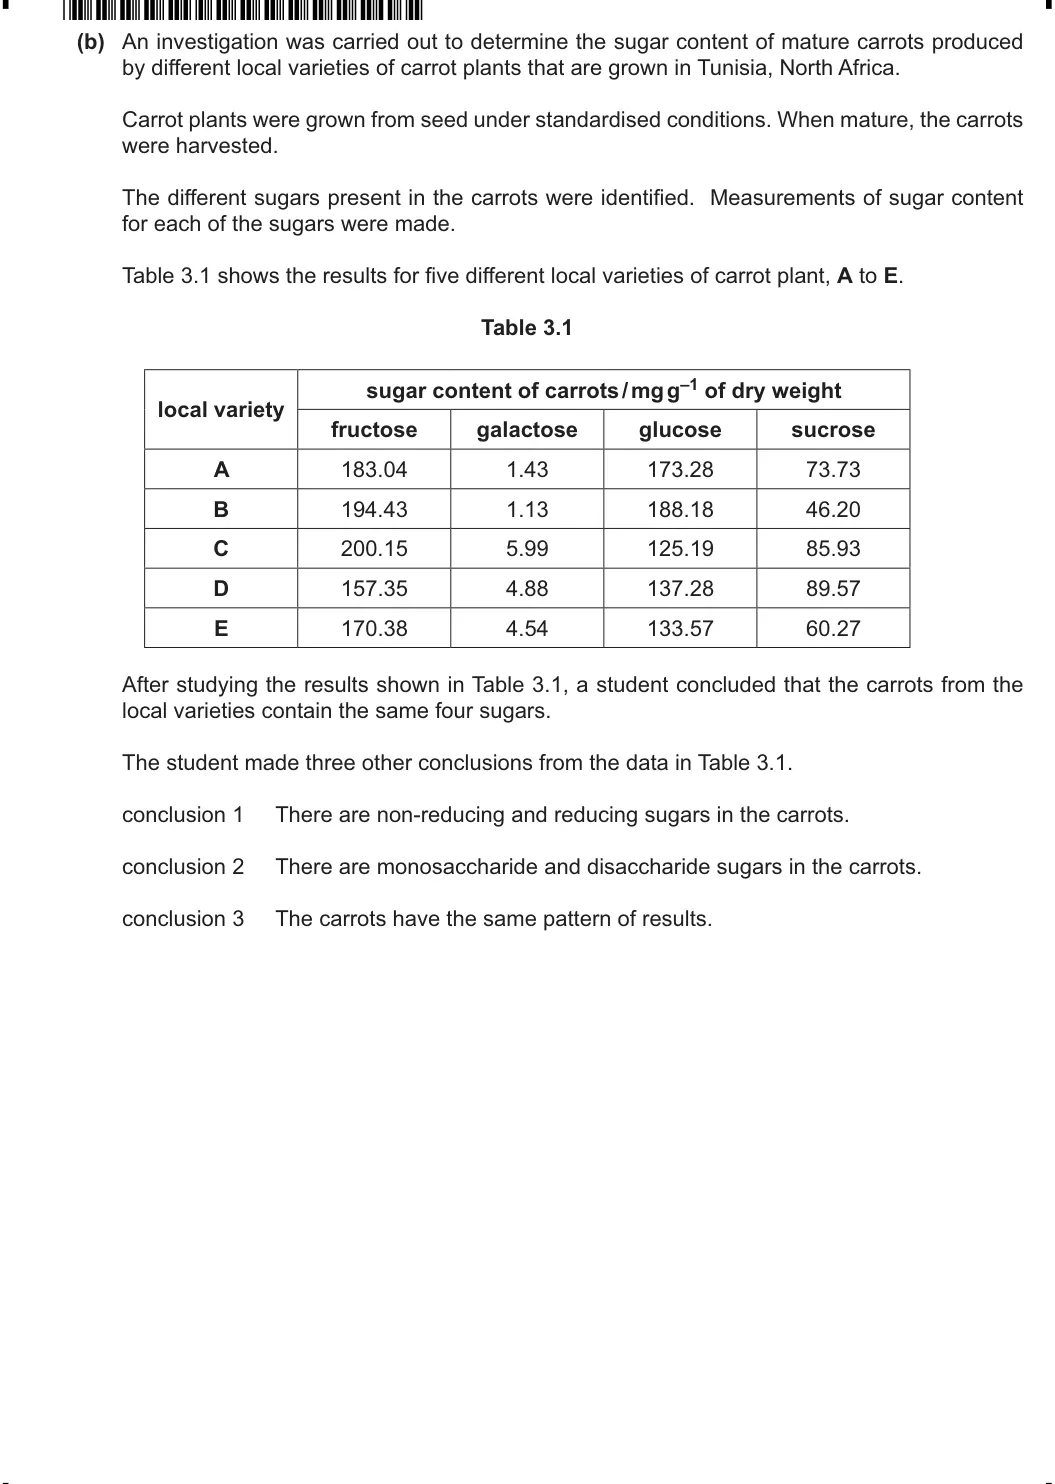 (b) An investigation was carried out to determine the sugar content of mature carrots produced
by different local varieties of carrot plants that are grown in Tunisia, North Africa.
Carrot plants were grown from seed under standardised conditions. When mature, the carrots
were harvested.
The different sugars present in the carrots were identified. Measurements of sugar content
for each of the sugars were made.
Table 3.1 shows the results for five different local varieties of carrot plant, A to E.
Table 3.1
local variety sugar content of carrots / mg g⁻¹ of dry weight
fructose galactose glucose sucrose
A 183.04 1.43 173.28 73.73
B 194.43 1.13 188.18 46.20
C 200.15 5.99 125.19 85.93
D 157.35 4.88 137.28 89.57
E 170.38 4.54 133.57 60.27
After studying the results shown in Table 3.1, a student concluded that the carrots from the
local varieties contain the same four sugars.
The student made three other conclusions from the data in Table 3.1.
conclusion 1 There are non-reducing and reducing sugars in the carrots.
conclusion 2 There are monosaccharide and disaccharide sugars in the carrots.
conclusion 3 The carrots have the same pattern of results.